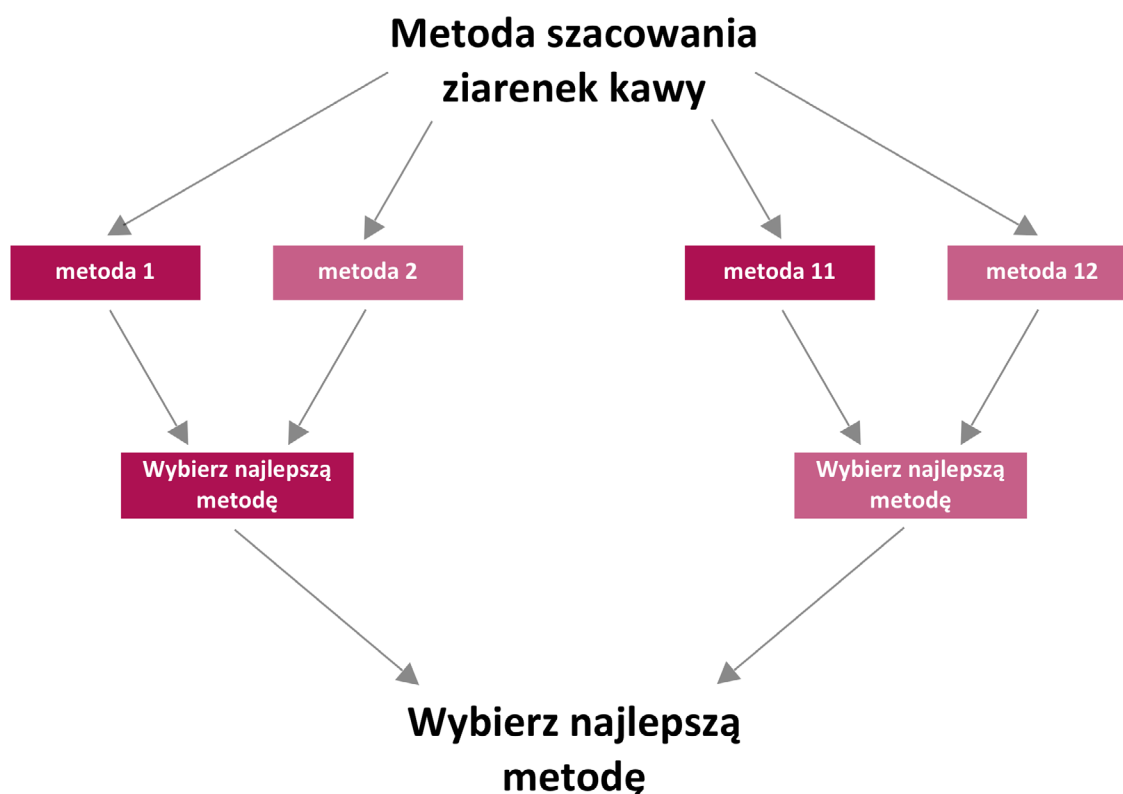 Metoda szacowania
ziarenek kawy
metoda 1
metoda 2
metoda 11
metoda 12
Wybierz najlepszą
metodę
Wybierz najlepszą
metodę
Wybierz najlepszą
metodę